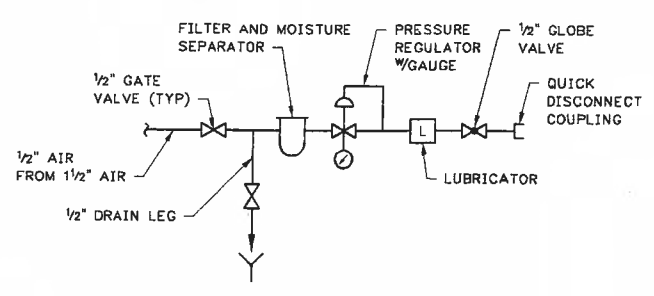 FILTER AND MOISTURE
SEPARATOR
PRESSURE
REGULATOR
W/GAUGE
1/2" GLOBE
VALVE
1/2" GATE
VALVE (TYP)
QUICK
DISCONNECT
COUPLING
L
1/2" AIR
FROM 1 1/2" AIR
LUBRICATOR
1/2" DRAIN LEG